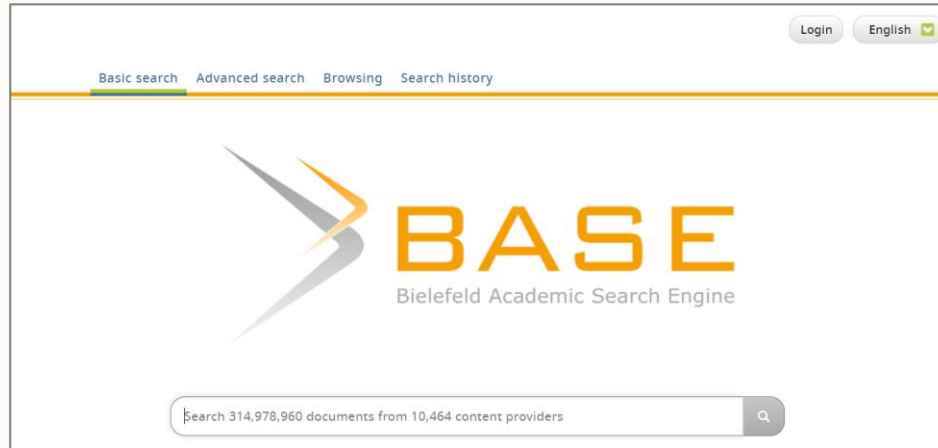 Login English
Basic search Advanced search Browsing Search history
BASE
Bielefeld Academic Search Engine
Search 314,978,960 documents from 10,464 content providers